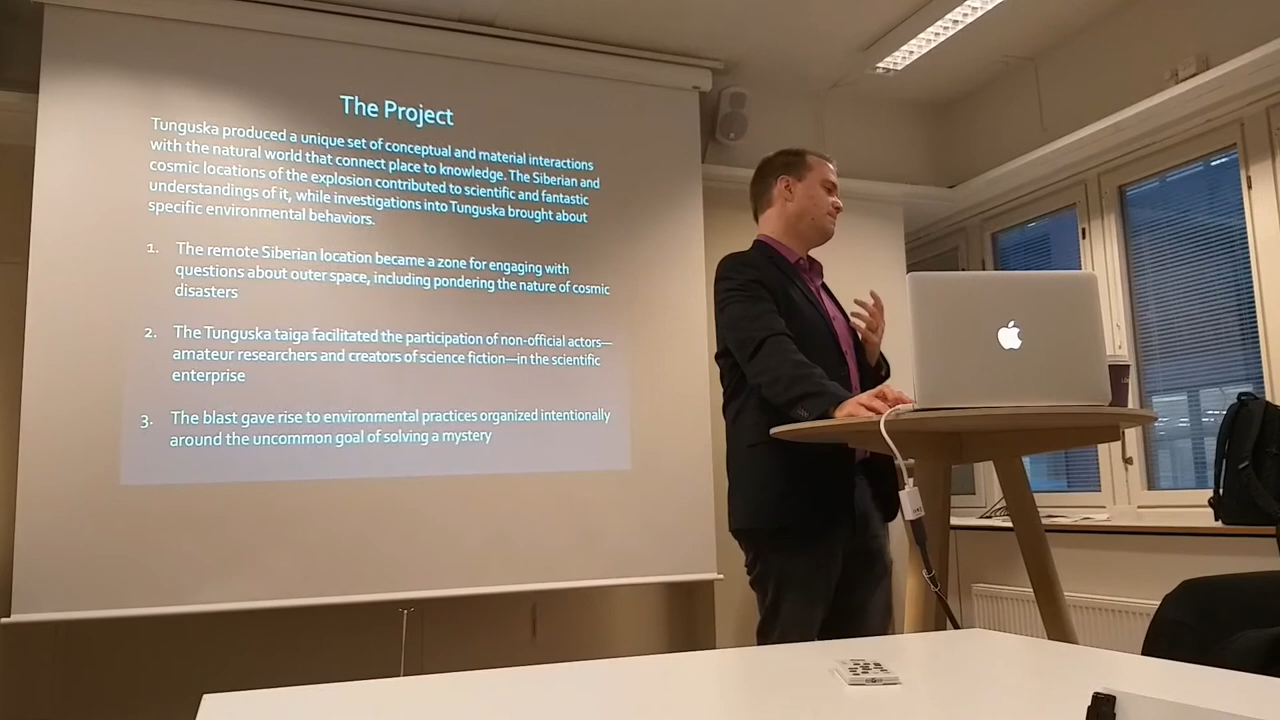 The Project
Tunguska produced a unique set of conceptual and material interactions
with the natural world that connect place to knowledge. The Siberian and
cosmic locations of the explosion contributed to scientific and fantastic
understandings of it, while investigations into Tunguska brought about
specific environmental behaviors.
1. The remote Siberian location became a zone for engaging with
questions about outer space, including pondering the nature of cosmic
disasters
2. The Tunguska taiga facilitated the participation of non-official actors—
amateur researchers and creators of science fiction—in the scientific
enterprise
3. The blast gave rise to environmental practices organized intentionally
around the uncommon goal of solving a mystery